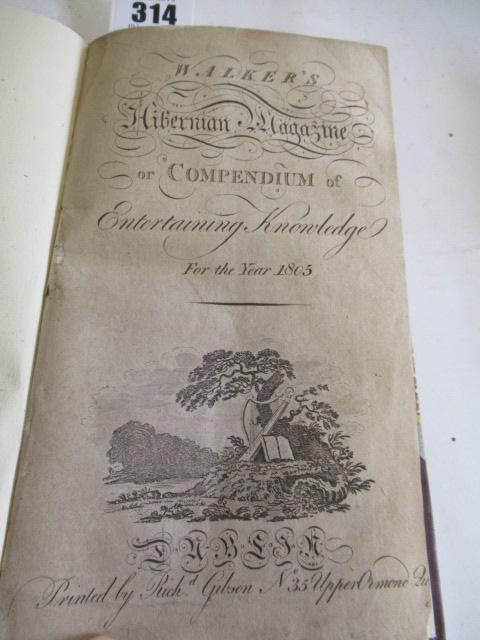 314
WALKER'S
Hibernian Magazine
or COMPENDIUM of
Entertaining Knowledge
For the Year 1805
DUBLIN
Printed by Rich.d Gibson No. 35 Upper Ormond Qu